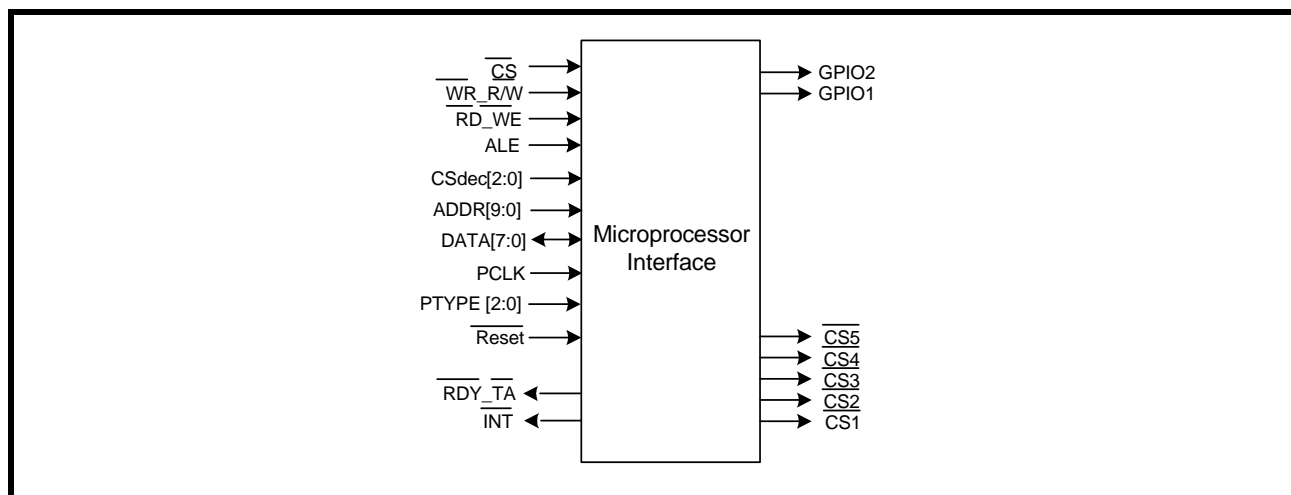 CS
WR_R/W
RD_WE
ALE
CSdec[2:0]
ADDR[9:0]
DATA[7:0]
PCLK
PTYPE [2:0]
Reset
RDY_TA
INT
Microprocessor
Interface
GPIO2
GPIO1
CS5
CS4
CS3
CS2
CS1